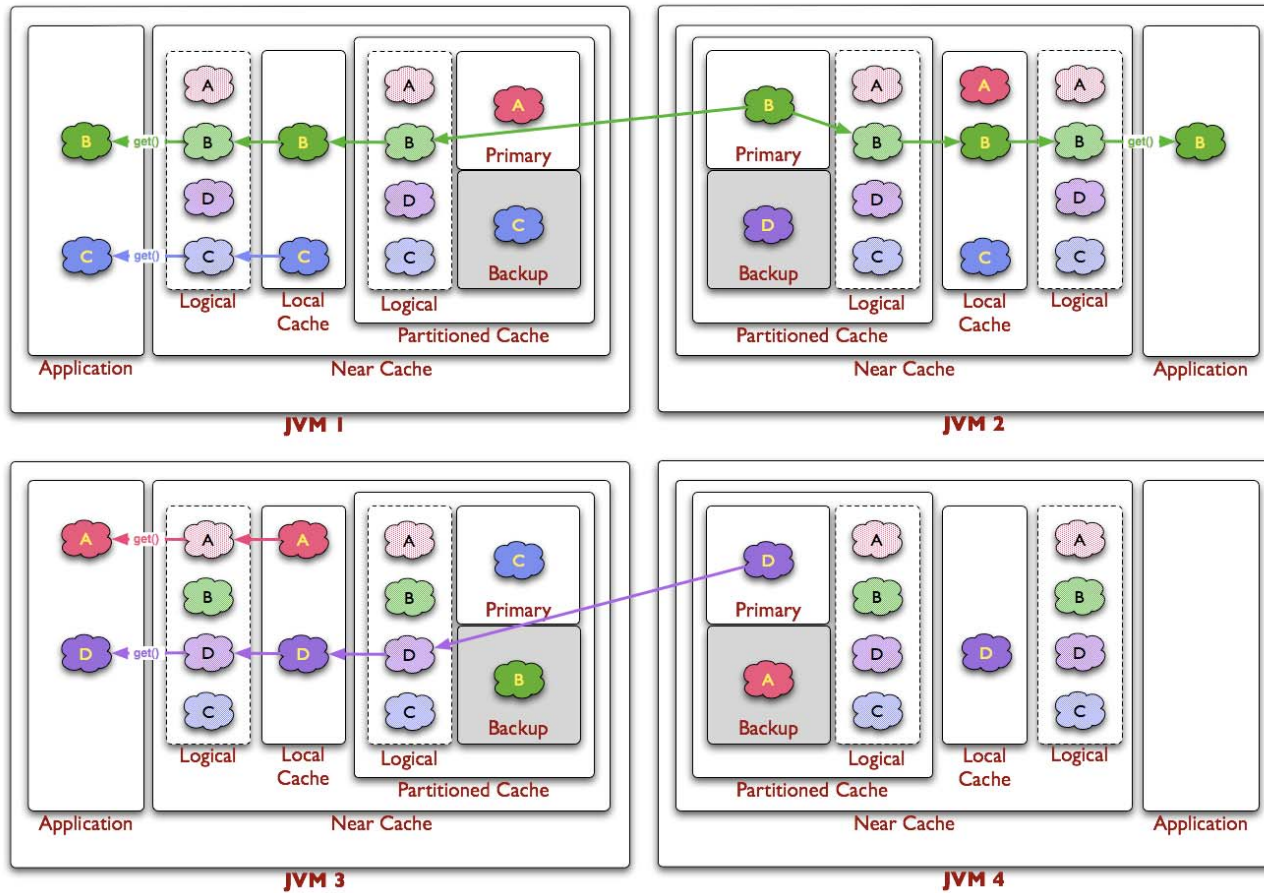 A
A
A
A
A
A
B
get()
B
B
B
Primary
B
Primary
B
B
B
get()
B
D
D
C
D
D
D
C
get()
C
C
C
Backup
Backup
C
C
C
Logical
Local
Cache
Logical
Logical
Local
Cache
Logical
Partitioned Cache
Partitioned Cache
Application
Near Cache
Near Cache
Application
JVM 1
JVM 2
A
get()
A
A
A
C
D
A
A
B
B
Primary
Primary
B
B
D
get()
D
D
D
B
A
D
D
D
C
C
Backup
Backup
C
C
Logical
Local
Cache
Logical
Logical
Local
Cache
Logical
Partitioned Cache
Partitioned Cache
Application
Near Cache
Near Cache
Application
JVM 3
JVM 4